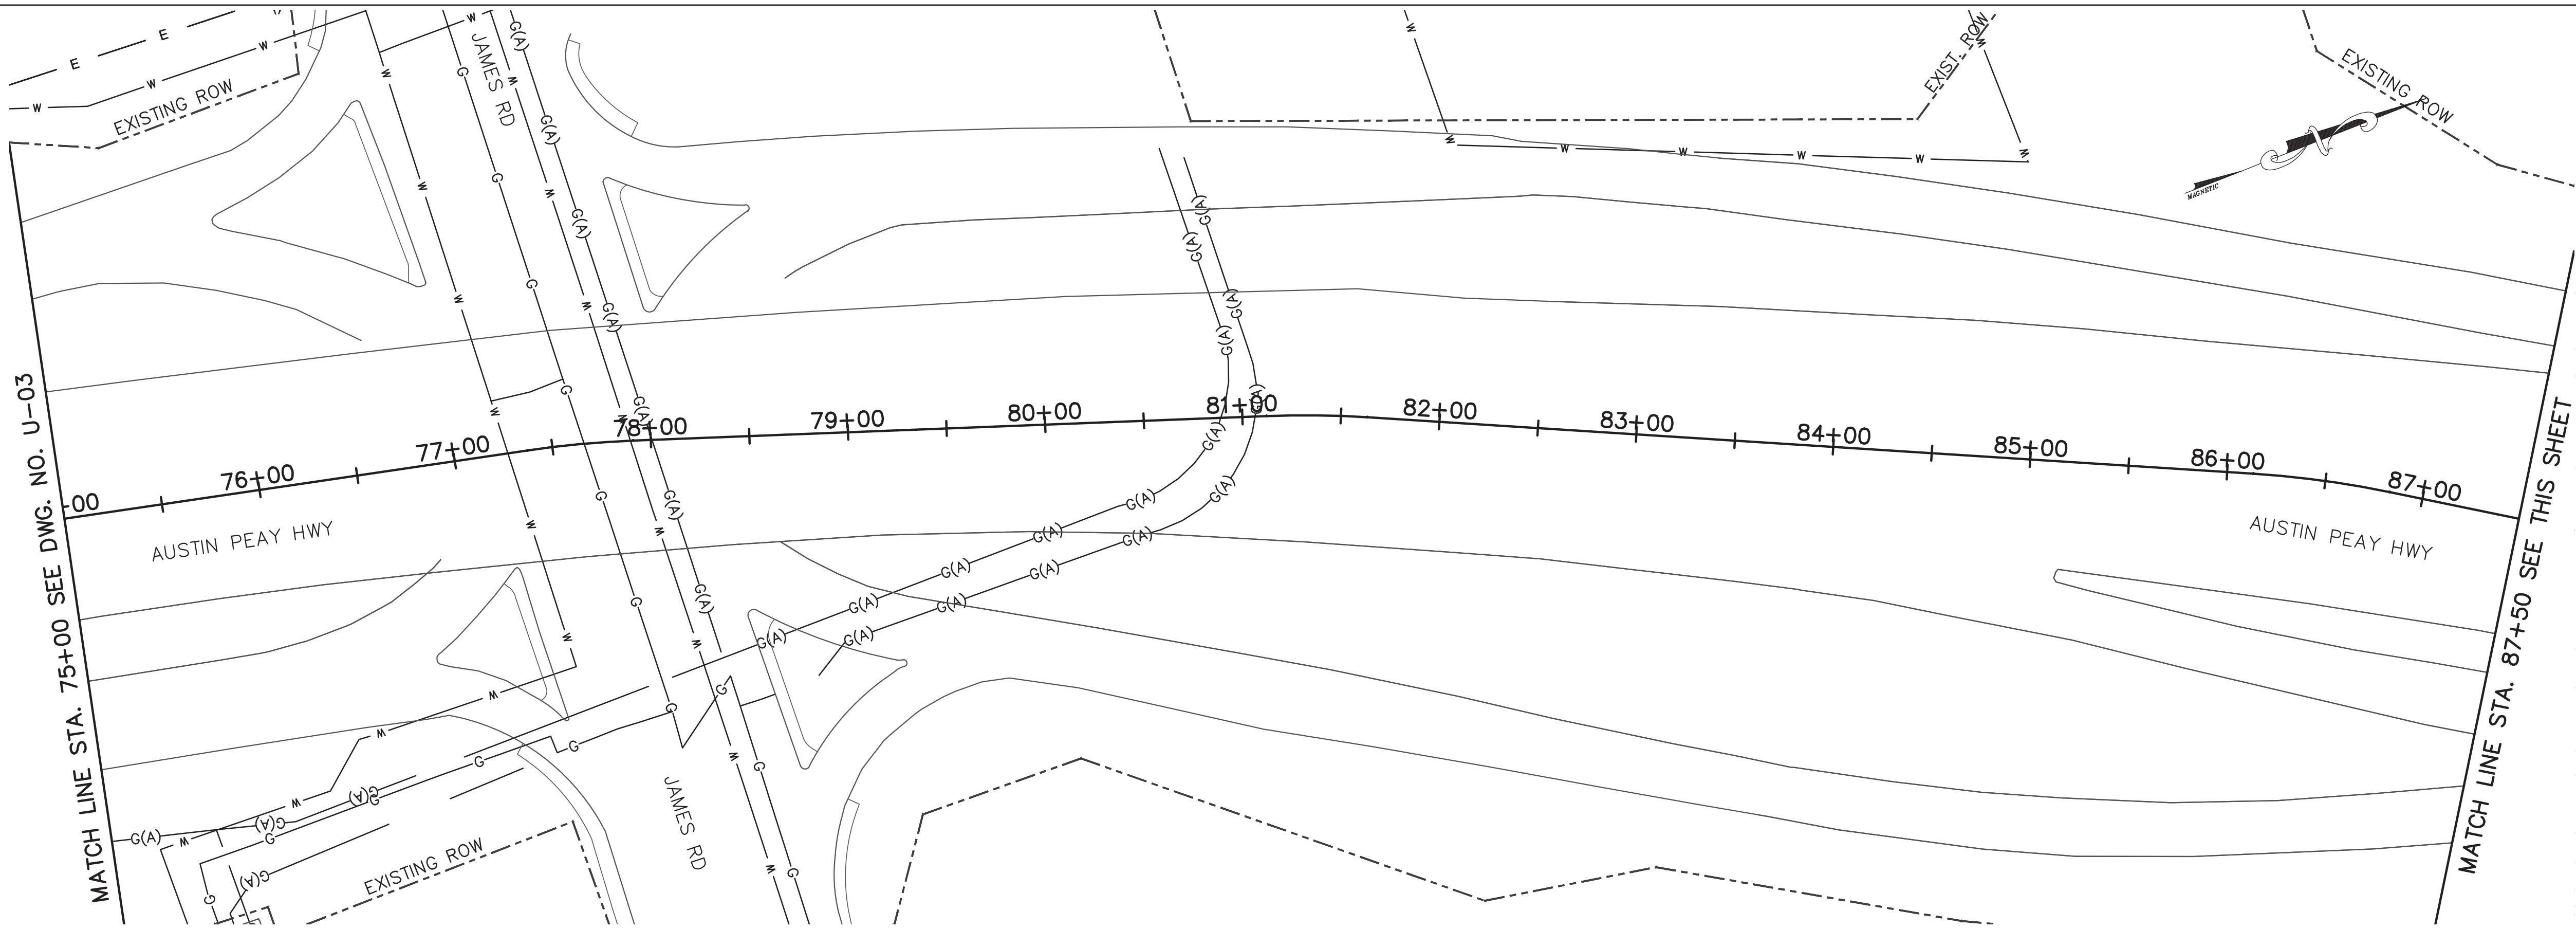 E
E
W
W
W
EXISTING ROW
JAMES RD
G(A)
EXIST. ROW
EXISTING ROW
MAGNETIC
W
W
W
W
W
W
W
W
W
G
G
G
G(A)
G(A)
G(A)
G(A)
G(A)
G(A)
G(A)
G(A)
MATCH LINE STA. 75+00 SEE DWG. NO. U-03
-00
76+00
77+00
78+00
79+00
80+00
81+00
82+00
83+00
84+00
85+00
86+00
87+00
AUSTIN PEAY HWY
AUSTIN PEAY HWY
MATCH LINE STA. 87+50 SEE THIS SHEET
G(A)
G(A)
G(A)
G(A)
G(A)
G(A)
G(A)
G(A)
G(A)
G(A)
G(A)
W
W
W
W
G
G
G
G
G
G
JAMES RD
G(A)
G(A)
G(A)
G(A)
G
G
EXISTING ROW